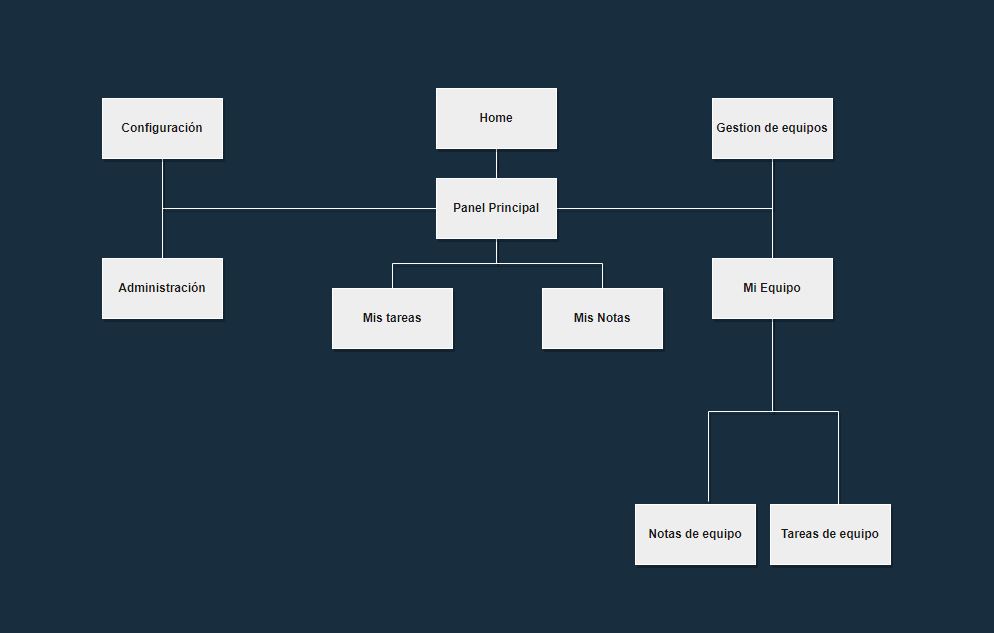 Home
Configuración
Gestion de equipos
Panel Principal
Administración
Mi Equipo
Mis tareas
Mis Notas
Notas de equipo
Tareas de equipo